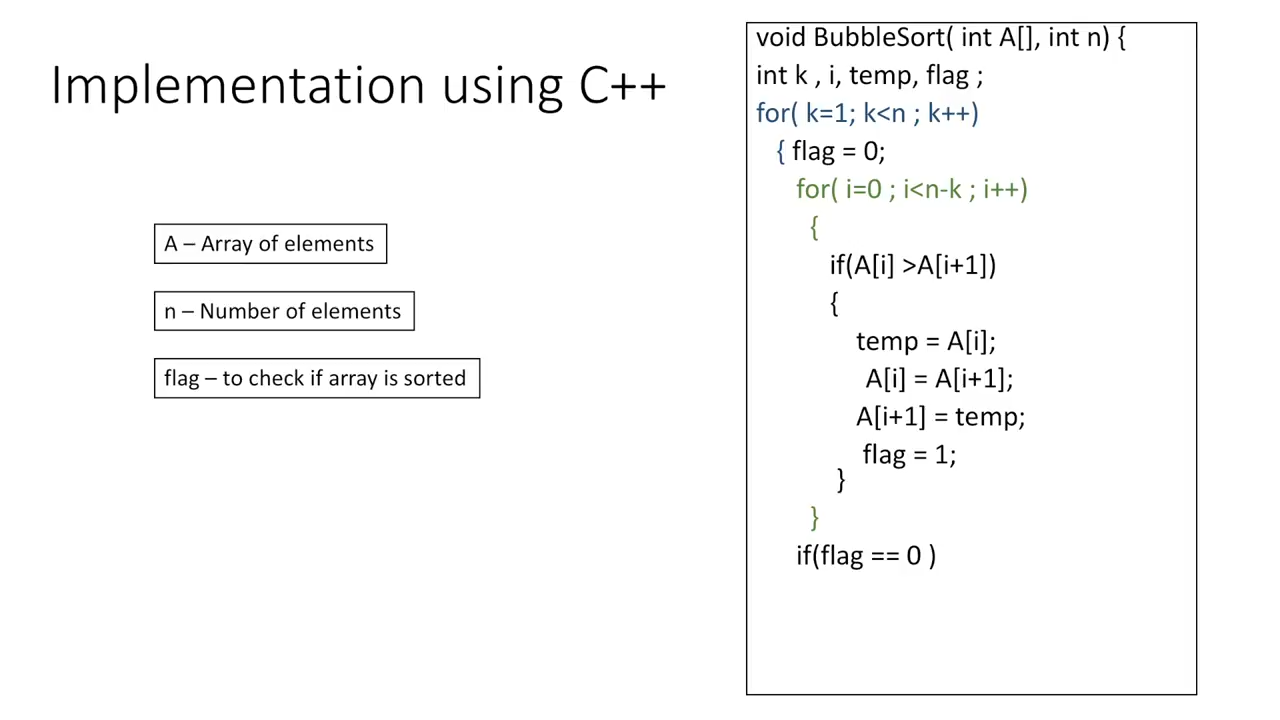 Implementation using C++
A – Array of elements
n – Number of elements
flag – to check if array is sorted
void BubbleSort( int A[], int n) {
int k , i, temp, flag ;
for( k=1; k<n ; k++)
{ flag = 0;
for( i=0 ; i<n-k ; i++)
{
if(A[i] >A[i+1])
{
temp = A[i];
A[i] = A[i+1];
A[i+1] = temp;
flag = 1;
}
}
if(flag == 0 )